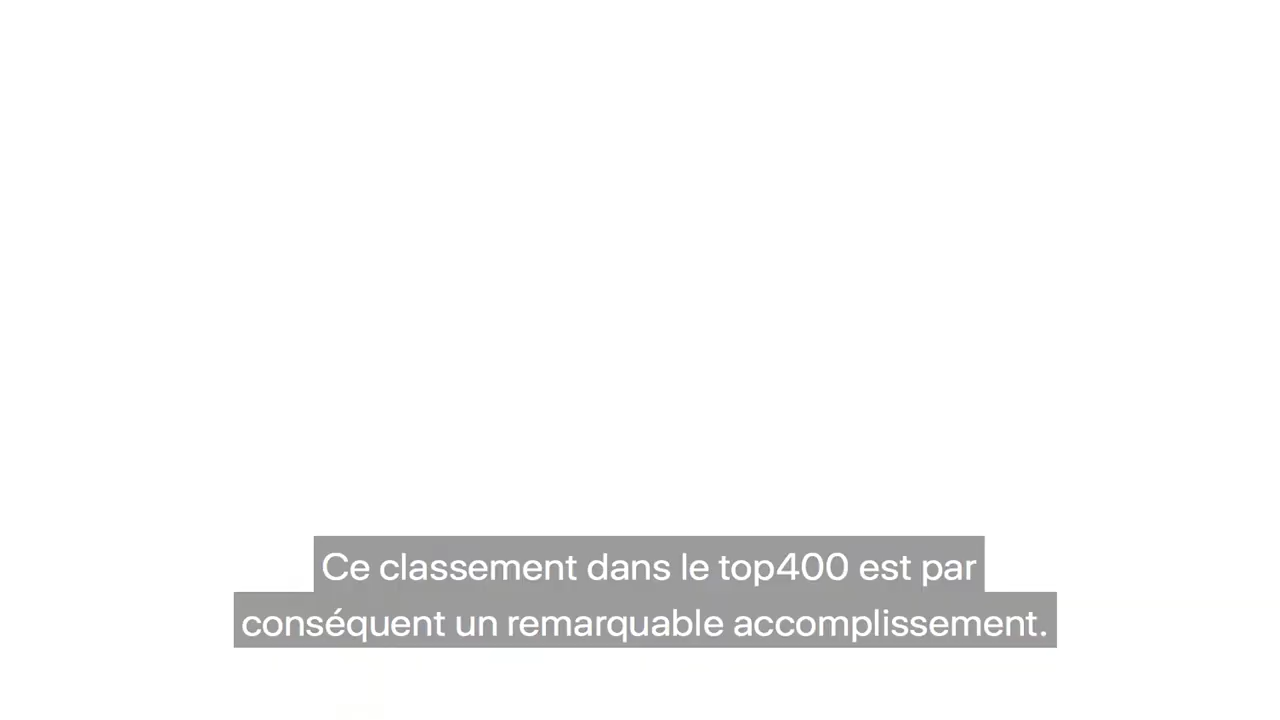 Ce classement dans le top400 est par
conséquent un remarquable accomplissement.